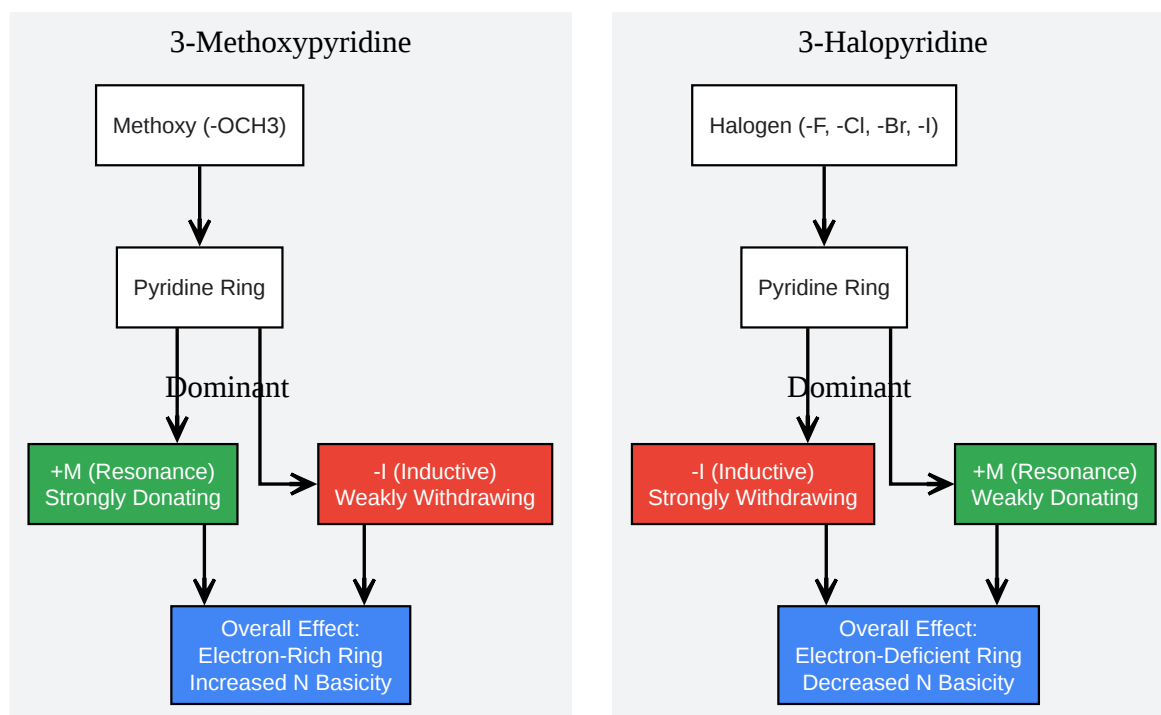 3-Methoxypyridine
Methoxy (-OCH3)
Pyridine Ring
Dominant
+M (Resonance)
Strongly Donating
-I (Inductive)
Weakly Withdrawing
Overall Effect:
Electron-Rich Ring
Increased N Basicity
3-Halopyridine
Halogen (-F, -Cl, -Br, -I)
Pyridine Ring
Dominant
-I (Inductive)
Strongly Withdrawing
+M (Resonance)
Weakly Donating
Overall Effect:
Electron-Deficient Ring
Decreased N Basicity